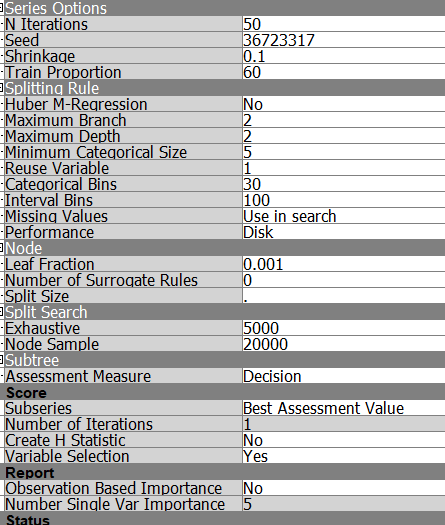 Series Options
N Iterations 50
Seed 36723317
Shrinkage 0.1
Train Proportion 60
Splitting Rule
Huber M-Regression No
Maximum Branch 2
Maximum Depth 2
Minimum Categorical Size 5
Reuse Variable 1
Categorical Bins 30
Interval Bins 100
Missing Values Use in search
Performance Disk
Node
Leaf Fraction 0.001
Number of Surrogate Rules 0
Split Size .
Split Search
Exhaustive 5000
Node Sample 20000
Subtree
Assessment Measure Decision
Score
Subseries Best Assessment Value
Number of Iterations 1
Create H Statistic No
Variable Selection Yes
Report
Observation Based Importance No
Number Single Var Importance 5
Status